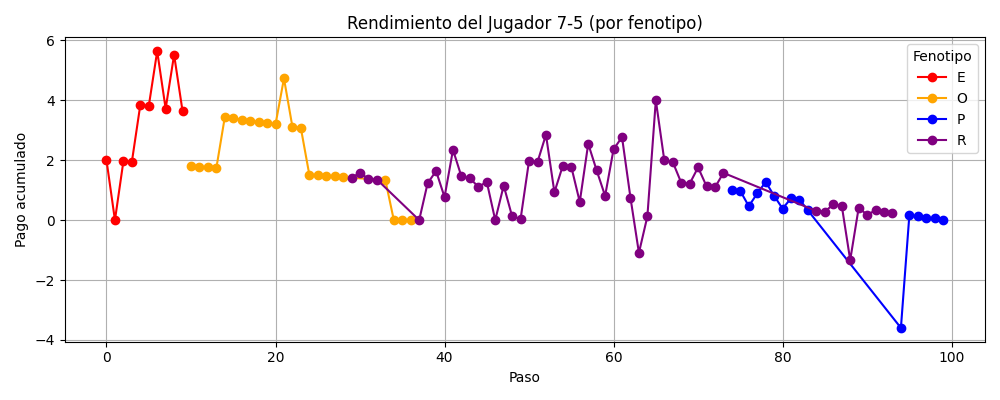 Rendimiento del Jugador 7-5 (por fenotipo)
Pago acumulado
6
4
2
0
−2
−4
0 20 40 60 80 100
Paso
Fenotipo
E
O
P
R